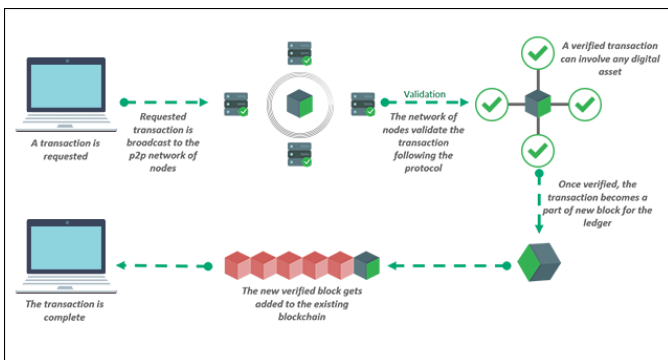 A transaction is
requested
Requested
transaction is
broadcast to the
p2p network of
nodes
Validation
The network of
nodes validate the
transaction
following the
protocol
A verified transaction
can involve any digital
asset
Once verified, the
transaction becomes a
part of new block for the
ledger
The new verified block gets
added to the existing
blockchain
The transaction is
complete